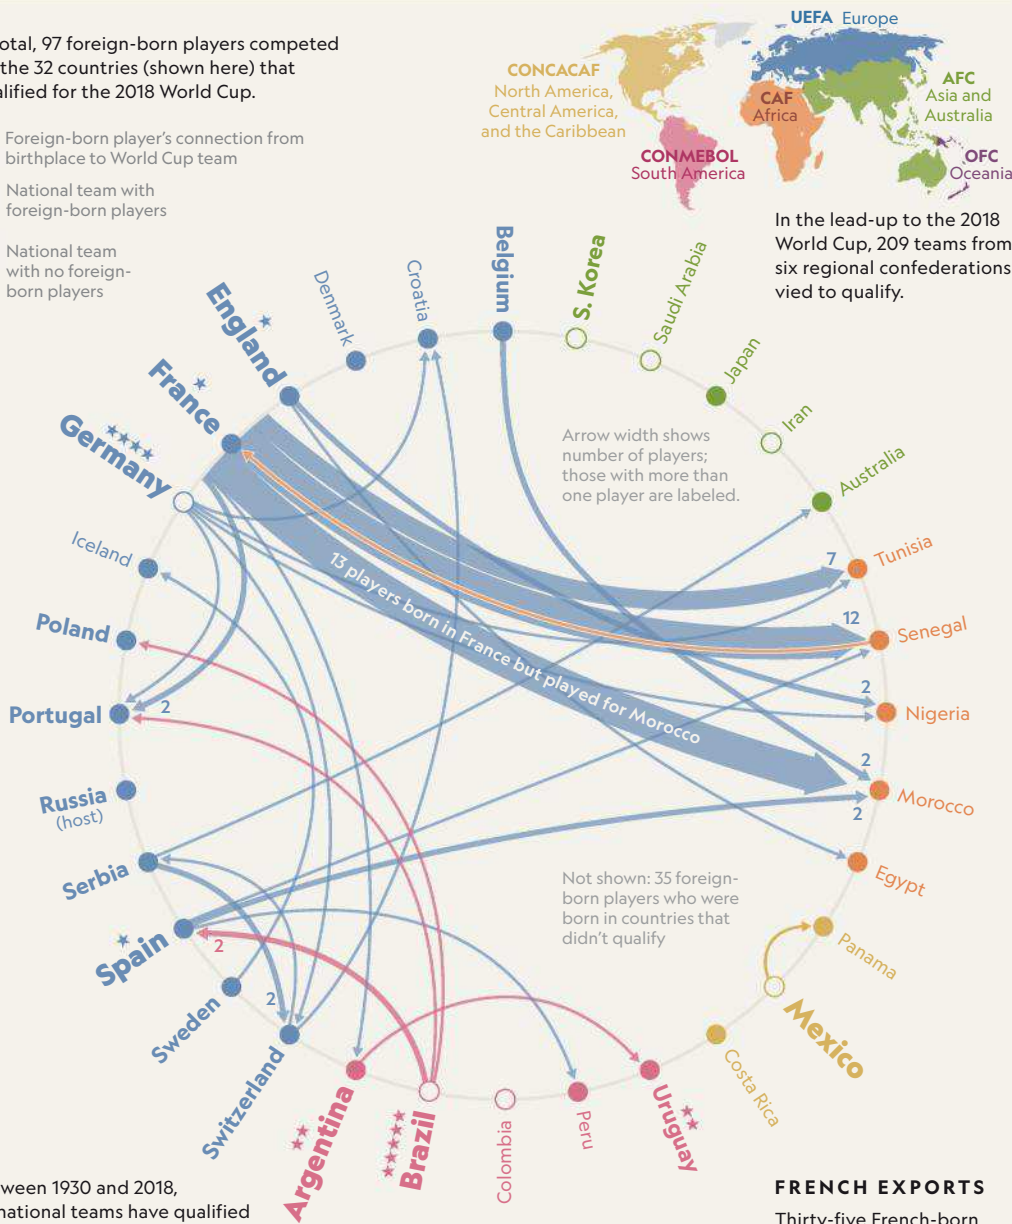 otal, 97 foreign-born players competed
the 32 countries (shown here) that
alified for the 2018 World Cup.
Foreign-born player's connection from
birthplace to World Cup team
National team with
foreign-born players
National team
with no foreign-
born players
UEFA Europe
CONCACAF
North America,
Central America,
and the Caribbean
CAF
Africa
AFC
Asia and
Australia
CONMEBOL
South America
OFC
Oceania
In the lead-up to the 2018
World Cup, 209 teams from
six regional confederations
vied to qualify.
Belgium
S. Korea
Saudi Arabia
Japan
Iran
Australia
Tunisia
Senegal
Nigeria
Morocco
Egypt
Panama
Mexico
Costa Rica
Uruguay
Peru
Colombia
Brazil
Argentina
Switzerland
Sweden
Spain
Serbia
Russia
(host)
Portugal
Poland
Iceland
Germany
France
England
Denmark
Croatia
Arrow width shows
number of players;
those with more than
one player are labeled.
7
12
2
2
2
2
2
2
13 players born in France but played for Morocco
Not shown: 35 foreign-
born players who were
born in countries that
didn't qualify
ween 1930 and 2018,
national teams have qualified
FRENCH EXPORTS
Thirty-five French-born